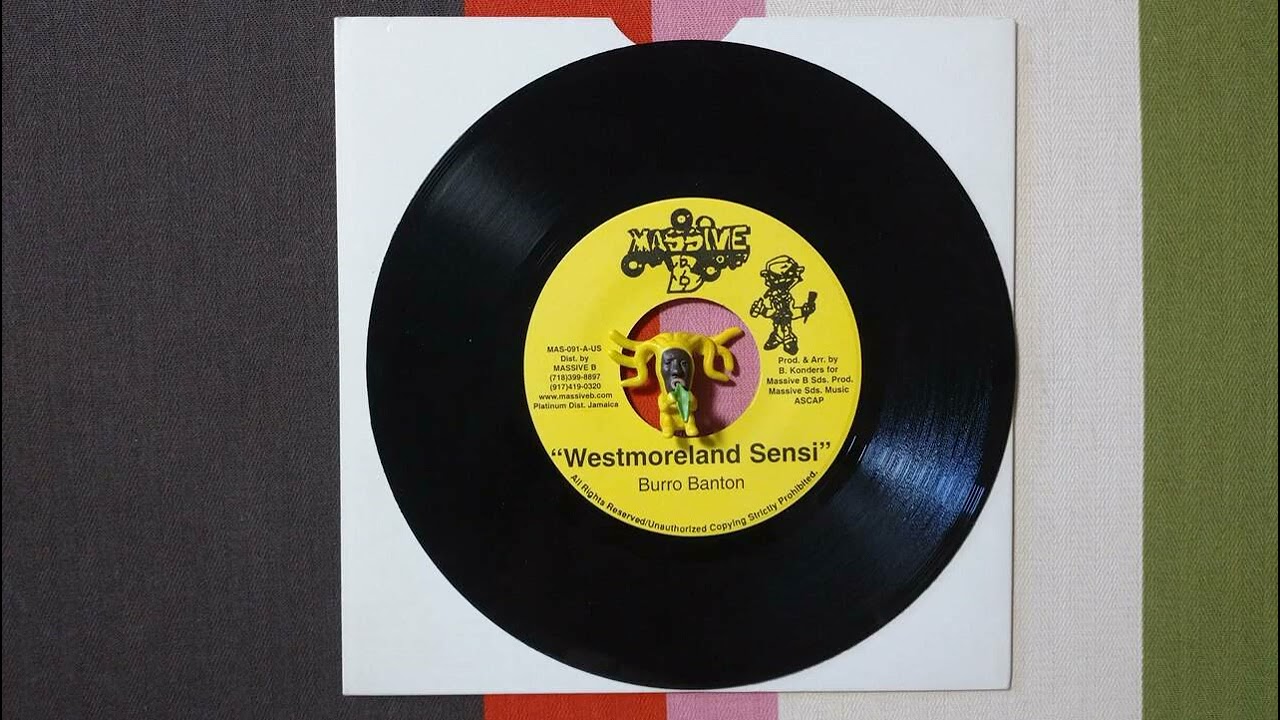 MASSIVE
B
MAS-091-A-US
Dist. by
MASSIVE B
(718)399-8897
(917)419-0320
www.massiveb.com
Platinum Dist. Jamaica
Prod. & Arr. by
B. Konders for
Massive B Sds. Prod.
Massive Sds. Music
ASCAP
“Westmoreland Sensi”
Burro Banton
All Rights Reserved/Unauthorized Copying Strictly Prohibited.